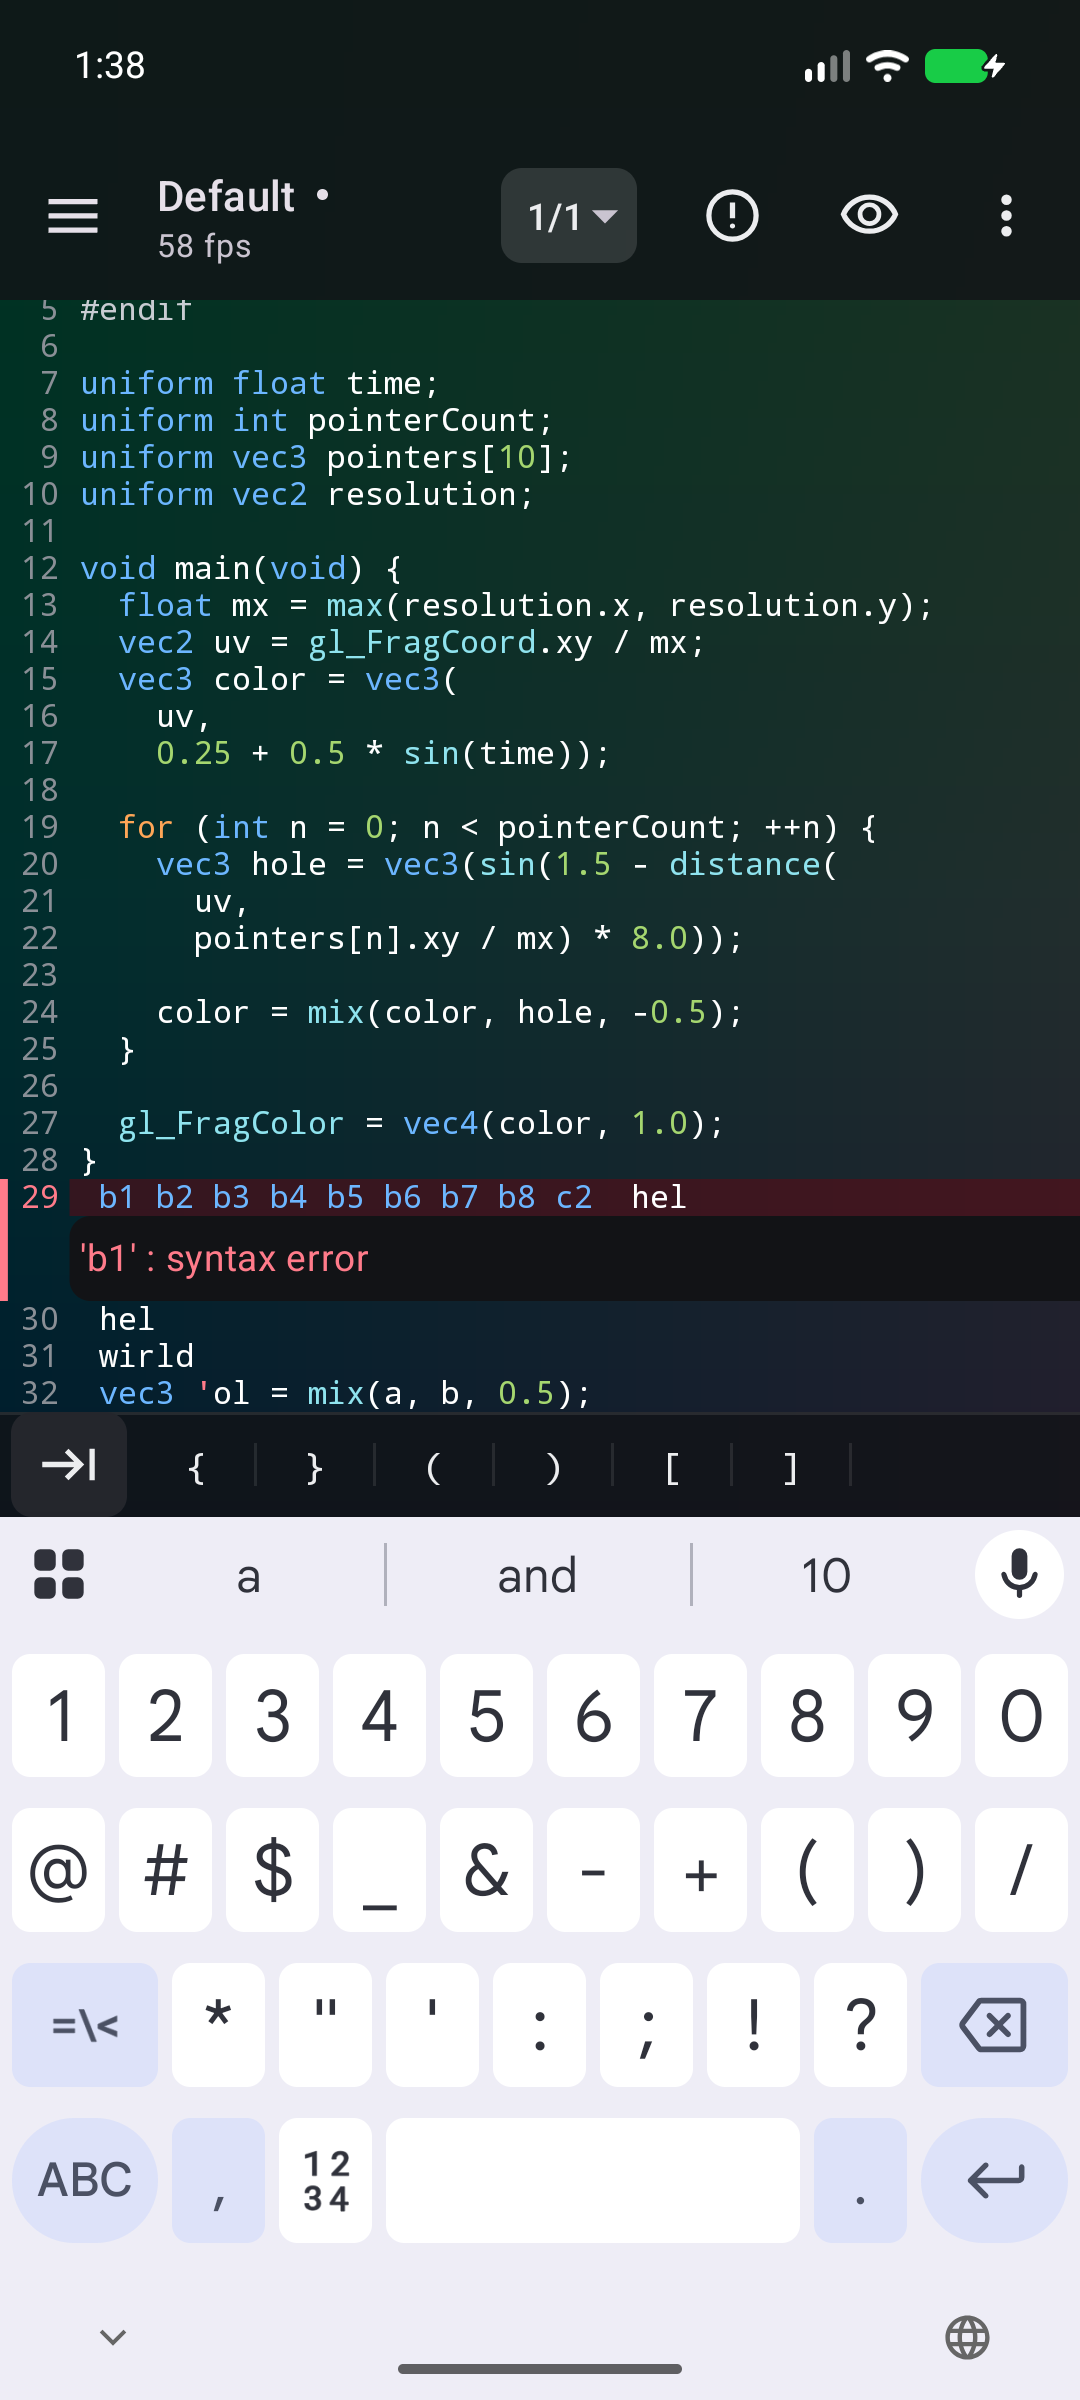 1:38
Default •
58 fps
1/1
5 #endif
6
7 uniform float time;
8 uniform int pointerCount;
9 uniform vec3 pointers[10];
10 uniform vec2 resolution;
11
12 void main(void) {
13   float mx = max(resolution.x, resolution.y);
14   vec2 uv = gl_FragCoord.xy / mx;
15   vec3 color = vec3(
16     uv,
17     0.25 + 0.5 * sin(time));
18
19   for (int n = 0; n < pointerCount; ++n) {
20     vec3 hole = vec3(sin(1.5 - distance(
21       uv,
22       pointers[n].xy / mx) * 8.0));
23
24     color = mix(color, hole, -0.5);
25   }
26
27   gl_FragColor = vec4(color, 1.0);
28 }
29  b1 b2 b3 b4 b5 b6 b7 b8 c2  hel
'b1' : syntax error
30  hel
31  wirld
32  vec3 'ol = mix(a, b, 0.5);
{ } ( ) [ ]
a and 10
1 2 3 4 5 6 7 8 9 0
@ # $ _ & - + ( ) /
=\< * " ' : ; ! ?
ABC , 12 .
34